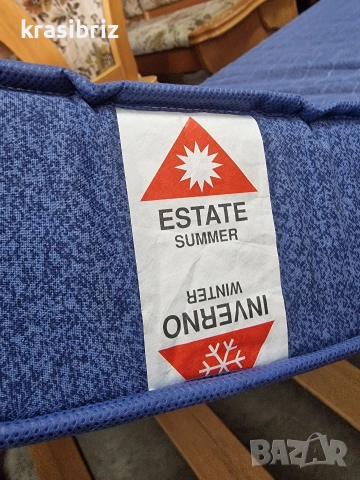 krasibriz
ESTATE
SUMMER
WINTER
INVERNO
BAZAR